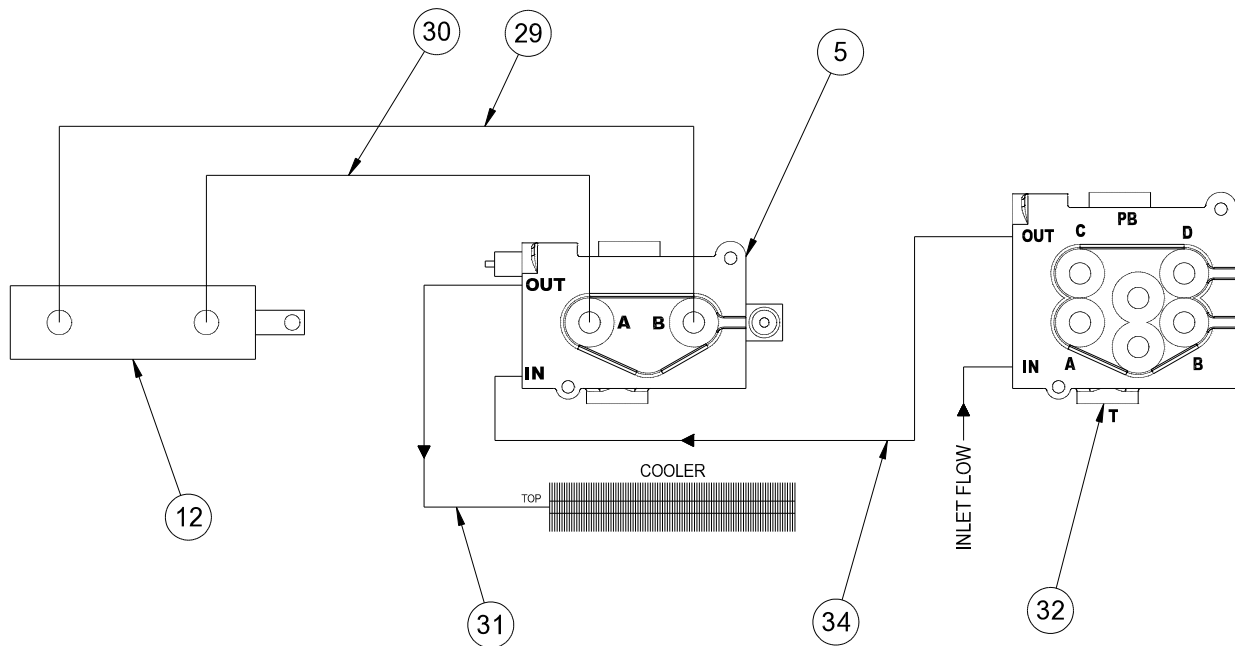 30
29
5
PB
OUT
C
D
OUT
A
B
IN
IN
A
B
T
COOLER
TOP
INLET FLOW
12
31
34
32